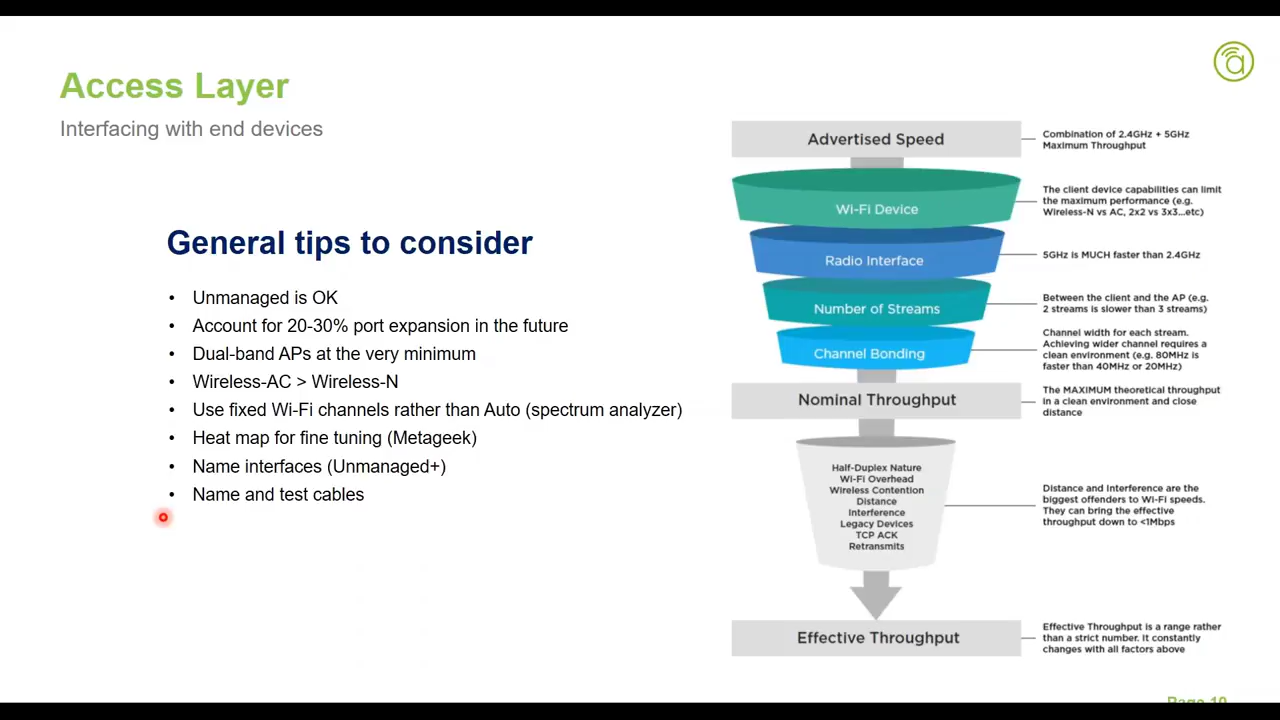 Access Layer
Interfacing with end devices
General tips to consider
• Unmanaged is OK
• Account for 20-30% port expansion in the future
• Dual-band APs at the very minimum
• Wireless-AC > Wireless-N
• Use fixed Wi-Fi channels rather than Auto (spectrum analyzer)
• Heat map for fine tuning (Metageek)
• Name interfaces (Unmanaged+)
• Name and test cables
Advertised Speed
Combination of 2.4GHz + 5GHz
Maximum Throughput
Wi-Fi Device
The client device capabilities can limit
the maximum performance (e.g.
Wireless-N vs AC, 2x2 vs 3x3...etc)
Radio Interface
5GHz is MUCH faster than 2.4GHz
Number of Streams
Between the client and the AP (e.g.
2 streams is slower than 3 streams)
Channel Bonding
Channel width for each stream.
Achieving wider channel requires a
clean environment (e.g. 80MHz is
faster than 40MHz or 20MHz)
Nominal Throughput
The MAXIMUM theoretical throughput
in a clean environment and close
distance
Half-Duplex Nature
Wi-Fi Overhead
Wireless Contention
Distance
Interference
Legacy Devices
TCP ACK
Retransmits
Distance and Interference are the
biggest offenders to Wi-Fi speeds.
They can bring the effective
throughput down to <1Mbps
Effective Throughput
Effective Throughput is a range rather
than a strict number. It constantly
changes with all factors above